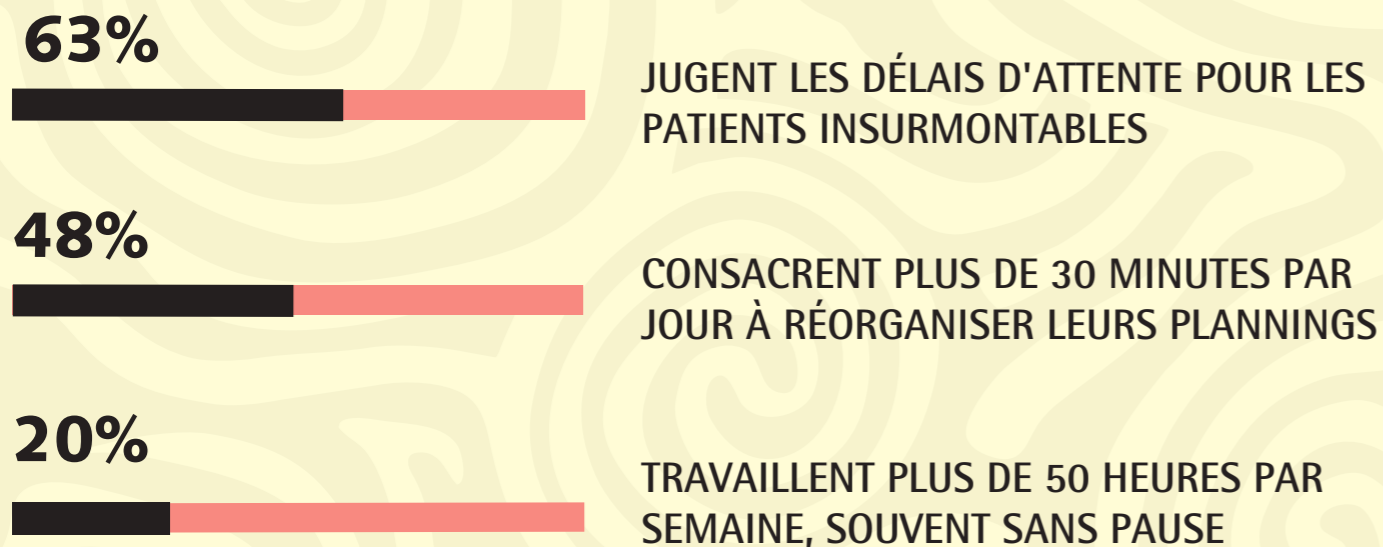 63%
JUGENT LES DÉLAIS D'ATTENTE POUR LES
PATIENTS INSURMONTABLES
48%
CONSACRENT PLUS DE 30 MINUTES PAR
JOUR À RÉORGANISER LEURS PLANNINGS
20%
TRAVAILLENT PLUS DE 50 HEURES PAR
SEMAINE, SOUVENT SANS PAUSE